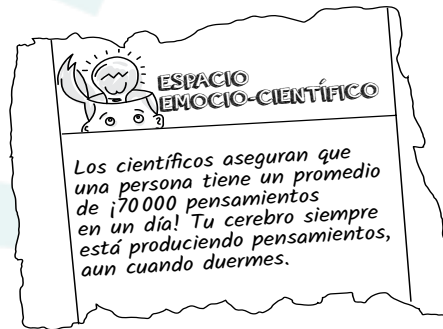 ESPACIO
EMOCIO-CIENTÍFICO
Los científicos aseguran que
una persona tiene un promedio
de ¡70 000 pensamientos
en un día! Tu cerebro siempre
está produciendo pensamientos,
aun cuando duermes.